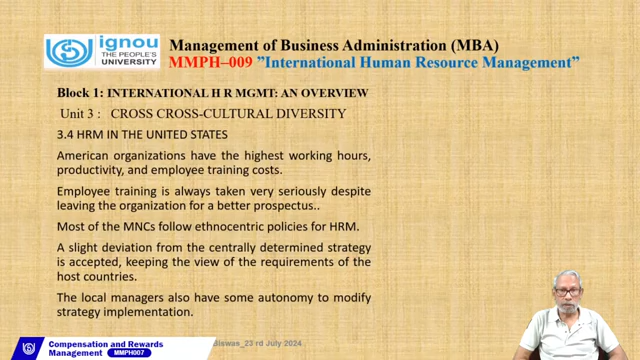 ignou
THE PEOPLE'S
UNIVERSITY
Management of Business Administration (MBA)
MMPH–009 ”International Human Resource Management”
Block 1: INTERNATIONAL H R MGMT: AN OVERVIEW
Unit 3 : CROSS CROSS-CULTURAL DIVERSITY
3.4 HRM IN THE UNITED STATES
American organizations have the highest working hours,
productivity, and employee training costs.
Employee training is always taken very seriously despite
leaving the organization for a better prospectus..
Most of the MNCs follow ethnocentric policies for HRM.
A slight deviation from the centrally determined strategy
is accepted, keeping the view of the requirements of the
host countries.
The local managers also have some autonomy to modify
strategy implementation.
Biswas_23 rd July 2024
Compensation and Rewards
Management MMPH007